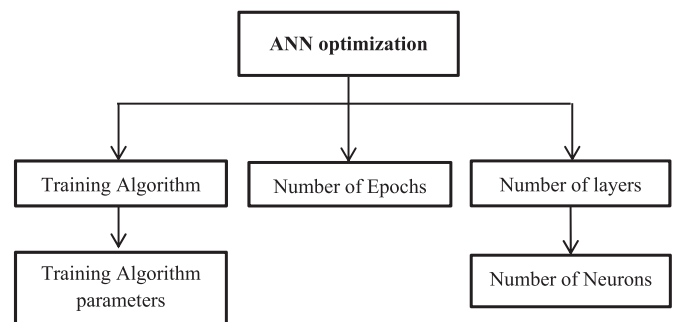 ANN optimization
Training Algorithm
Number of Epochs
Number of layers
Training Algorithm
parameters
Number of Neurons